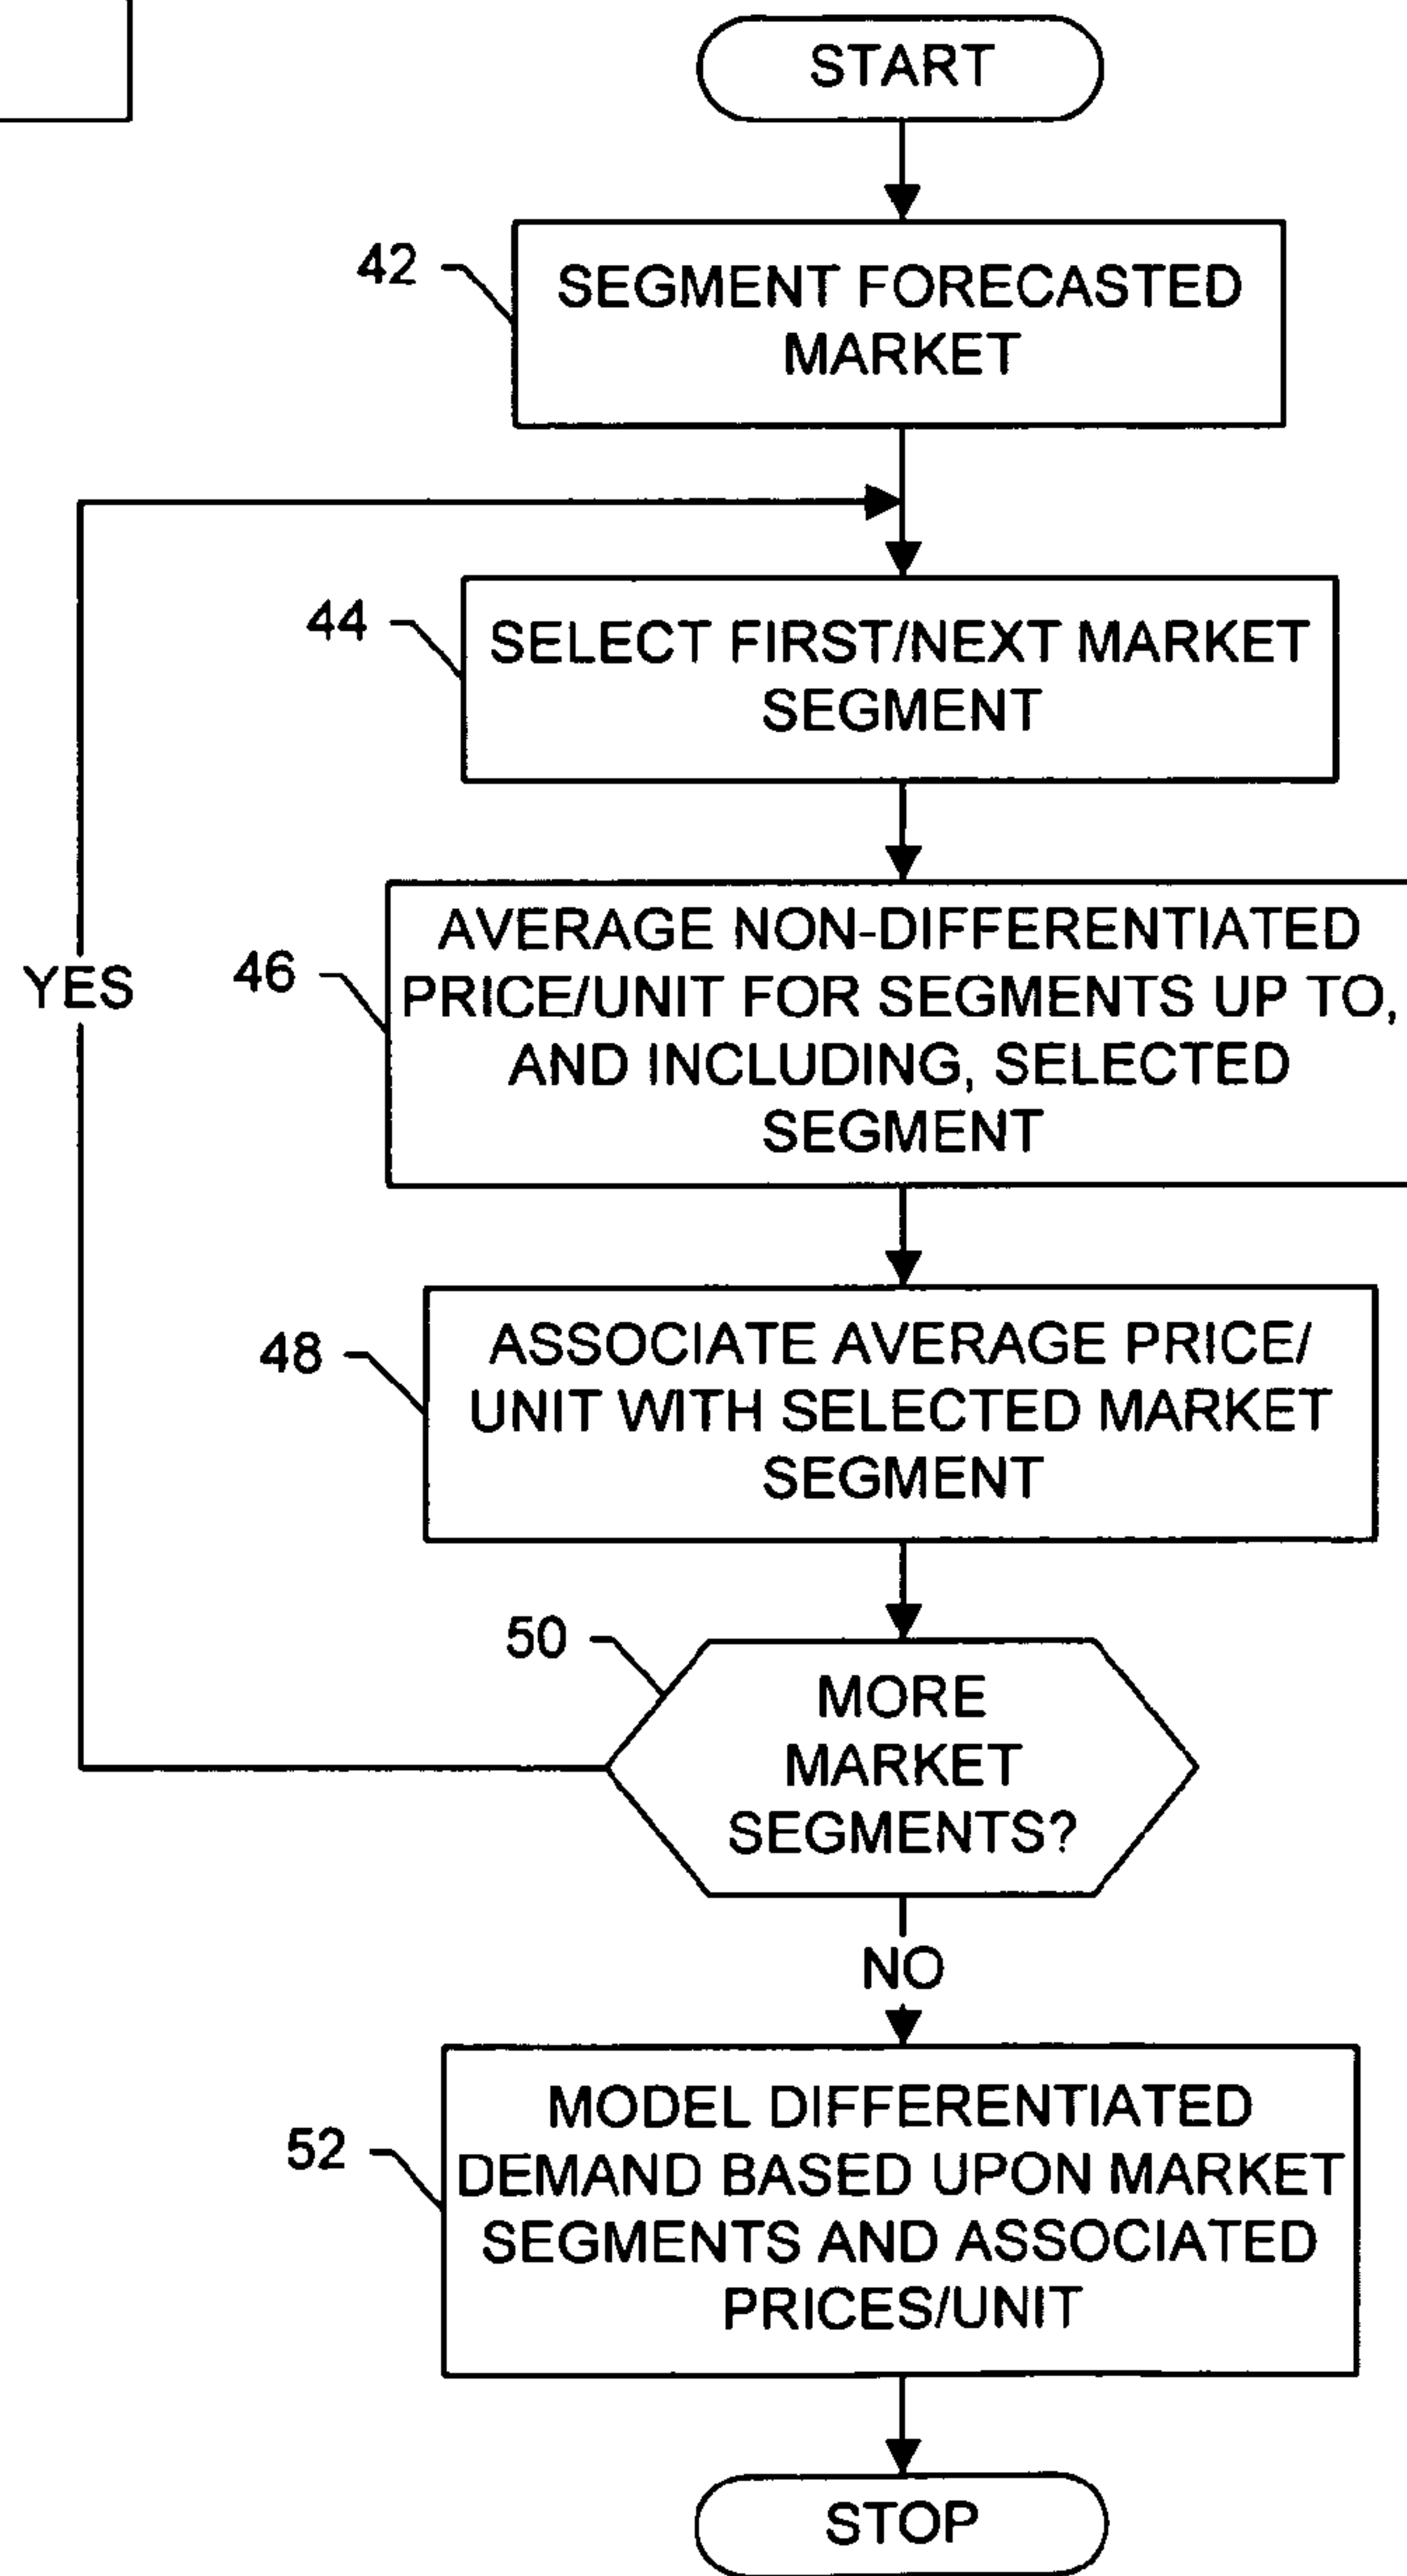 START
42
SEGMENT FORECASTED
MARKET
44
SELECT FIRST/NEXT MARKET
SEGMENT
46
AVERAGE NON-DIFFERENTIATED
PRICE/UNIT FOR SEGMENTS UP TO,
AND INCLUDING, SELECTED
SEGMENT
YES
48
ASSOCIATE AVERAGE PRICE/
UNIT WITH SELECTED MARKET
SEGMENT
50
MORE
MARKET
SEGMENTS?
NO
52
MODEL DIFFERENTIATED
DEMAND BASED UPON MARKET
SEGMENTS AND ASSOCIATED
PRICES/UNIT
STOP